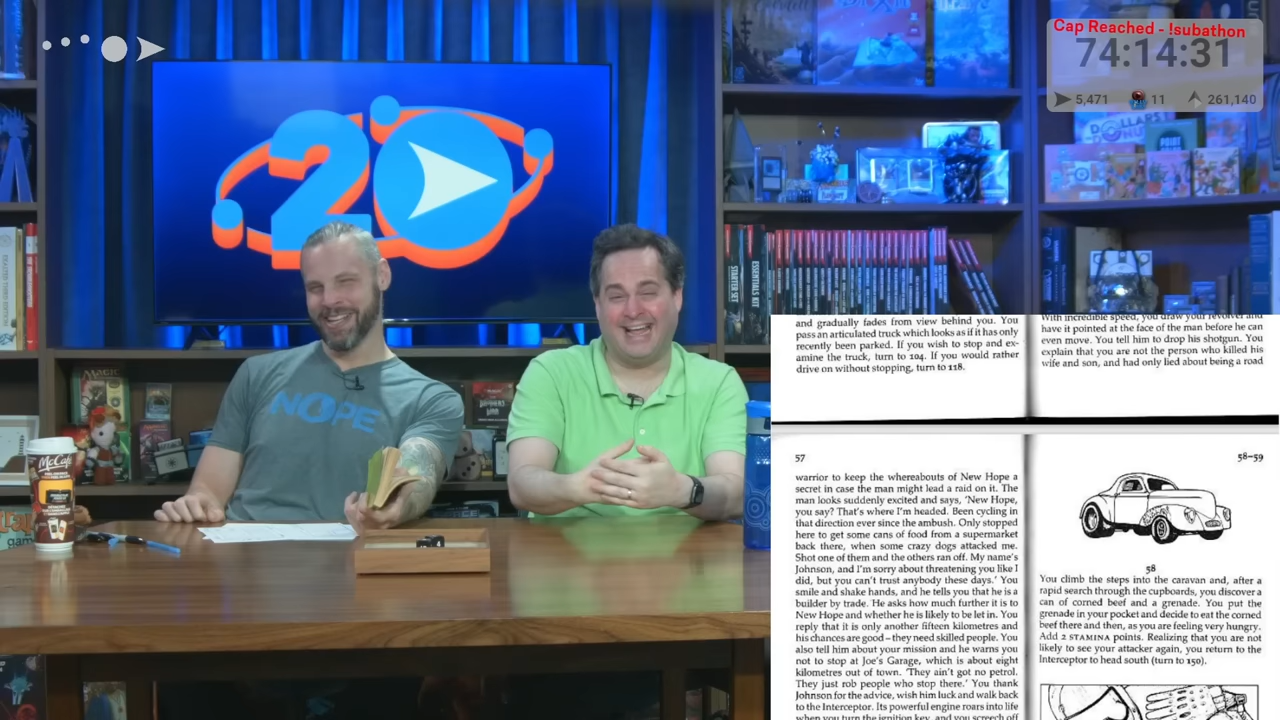 Cap Reached - !subathon
74:14:31
5,471
11
261,140
20
NOPE
McCafé
STARTER SET
ESSENTIALS KIT
MAGIC
and gradually fades from view behind you. You
pass an articulated truck which looks as if it has only
recently been parked. If you wish to stop and ex-
amine the truck, turn to 104. If you would rather
drive on without stopping, turn to 118.
With incredible speed, you draw your revolver and
have it pointed at the face of the man before he can
even move. You tell him to drop his shotgun. You
explain that you are not the person who killed his
wife and son, and had only lied about being a road
57
warrior to keep the whereabouts of New Hope a
secret in case the man might lead a raid on it. The
man looks suddenly excited and says, 'New Hope,
you say? That's where I'm headed. Been cycling in
that direction ever since the ambush. Only stopped
here to get some cans of food from a supermarket
back there, when some crazy dogs attacked me.
Shot one of them and the others ran off. My name's
Johnson, and I'm sorry about threatening you like I
did, but you can't trust anybody these days.' You
smile and shake hands, and he tells you that he is a
builder by trade. He asks how much further it is to
New Hope and whether he is likely to be let in. You
reply that it is only another fifteen kilometres and
his chances are good – they need skilled people. You
also tell him about your mission and he warns you
not to stop at Joe's Garage, which is about eight
kilometres out of town. 'They ain't got no petrol.
They just rob people who stop there.' You thank
Johnson for the advice, wish him luck and walk back
to the Interceptor. Its powerful engine roars into life
when you turn the ignition key, and you screech off
58–59
58
You climb the steps into the caravan and, after a
rapid search through the cupboards, you discover a
can of corned beef and a grenade. You put the
grenade in your pocket and decide to eat the corned
beef there and then, as you are feeling very hungry.
Add 2 STAMINA points. Realizing that you are not
likely to see your attacker again, you return to the
Interceptor to head south (turn to 150).